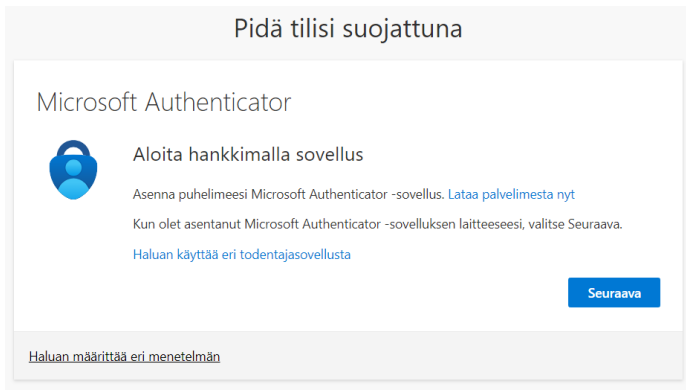 Pidä tilisi suojattuna
Microsoft Authenticator
Aloita hankkimalla sovellus
Asenna puhelimeesi Microsoft Authenticator -sovellus. Lataa palvelimesta nyt
Kun olet asentanut Microsoft Authenticator -sovelluksen laitteeseesi, valitse Seuraava.
Haluan käyttää eri todentajasovellusta
Seuraava
Haluan määrittää eri menetelmän